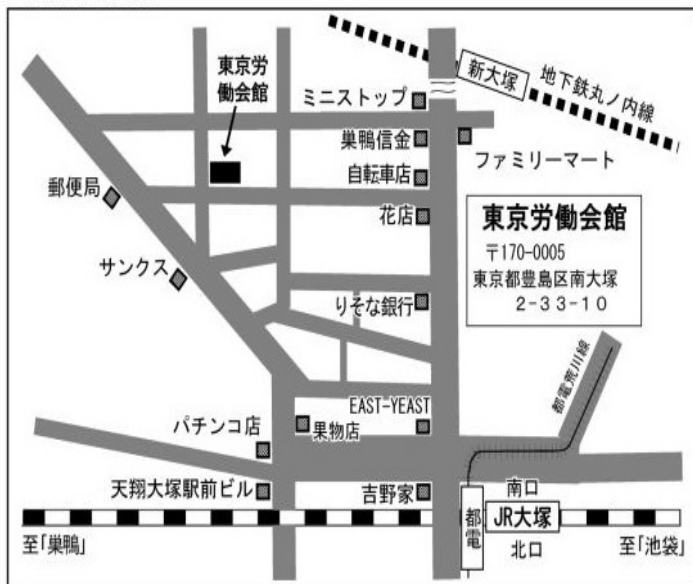 東京労
働会館
新大塚
地下鉄丸ノ内線
ミニストップ
巣鴨信金
ファミリーマート
自転車店
郵便局
花店
東京労働会館
〒170-0005
東京都豊島区南大塚
2-33-10
サンクス
りそな銀行
都電荒川線
EAST-YEAST
パチンコ店
果物店
天翔大塚駅前ビル
吉野家
都電
南口
JR大塚
北口
至「巣鴨」
至「池袋」